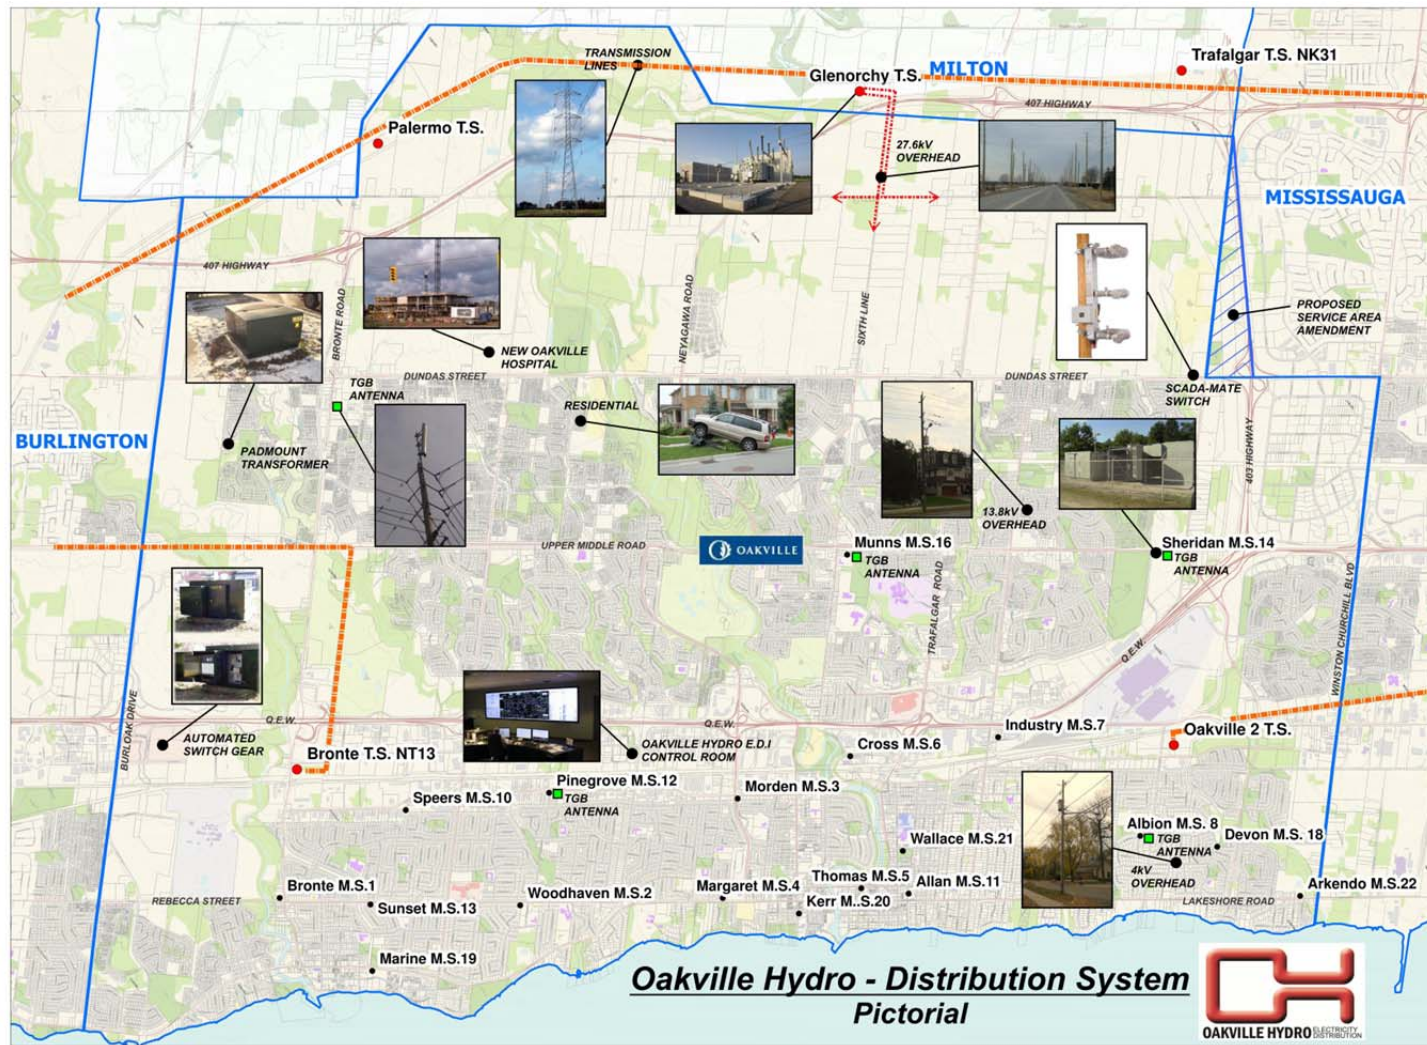 TRANSMISSION
LINES
Glenorchy T.S.
MILTON
Trafalgar T.S. NK31
407 HIGHWAY
Palermo T.S.
27.6kV
OVERHEAD
MISSISSAUGA
407 HIGHWAY
BRONTE ROAD
NEYAGAWA ROAD
SIXTH LINE
PROPOSED
SERVICE AREA
AMENDMENT
NEW OAKVILLE
HOSPITAL
DUNDAS STREET
DUNDAS STREET
SCADA-MATE
SWITCH
TGB
ANTENNA
RESIDENTIAL
BURLINGTON
PADMOUNT
TRANSFORMER
403 HIGHWAY
13.8kV
OVERHEAD
UPPER MIDDLE ROAD
OAKVILLE
Munns M.S.16
TGB
ANTENNA
Sheridan M.S.14
TGB
ANTENNA
TRAFALGAR ROAD
Q.E.W.
WINSTON CHURCHILL BLVD
BURLOAK DRIVE
Q.E.W.
Q.E.W.
AUTOMATED
SWITCH GEAR
Bronte T.S. NT13
OAKVILLE HYDRO E.D.I
CONTROL ROOM
Cross M.S.6
Industry M.S.7
Oakville 2 T.S.
Speers M.S.10
Pinegrove M.S.12
TGB
ANTENNA
Morden M.S.3
Wallace M.S.21
Albion M.S. 8
TGB
ANTENNA
Devon M.S. 18
4kV
OVERHEAD
Bronte M.S.1
REBECCA STREET
Sunset M.S.13
Woodhaven M.S.2
Margaret M.S.4
Thomas M.S.5
Allan M.S.11
Kerr M..S.20
LAKESHORE ROAD
Arkendo M.S.22
Marine M.S.19
Oakville Hydro - Distribution System
Pictorial
OAKVILLE HYDRO ELECTRICITY
DISTRIBUTION